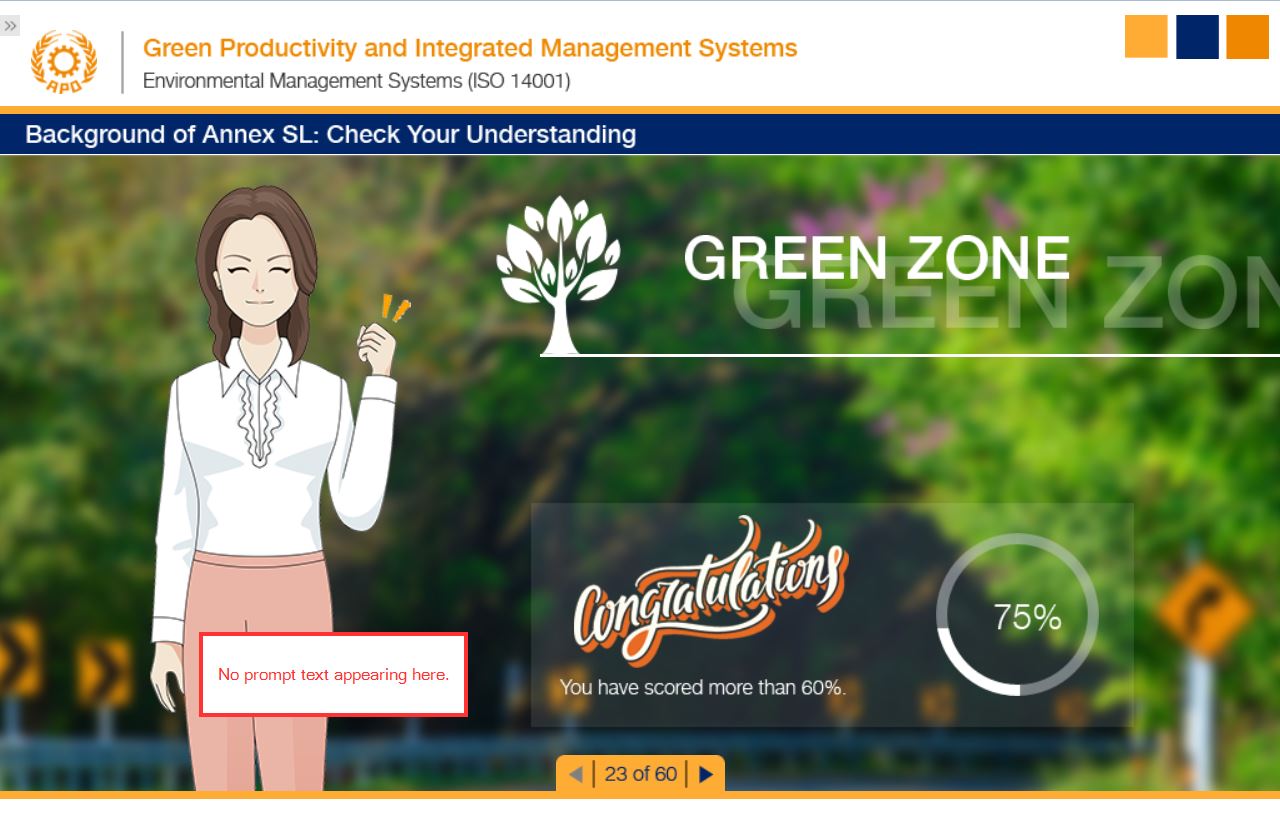 »
APO
Green Productivity and Integrated Management Systems
Environmental Management Systems (ISO 14001)
Background of Annex SL: Check Your Understanding
GREEN ZONE
GREEN ZON
Congratulations
75%
You have scored more than 60%.
No prompt text appearing here.
23 of 60